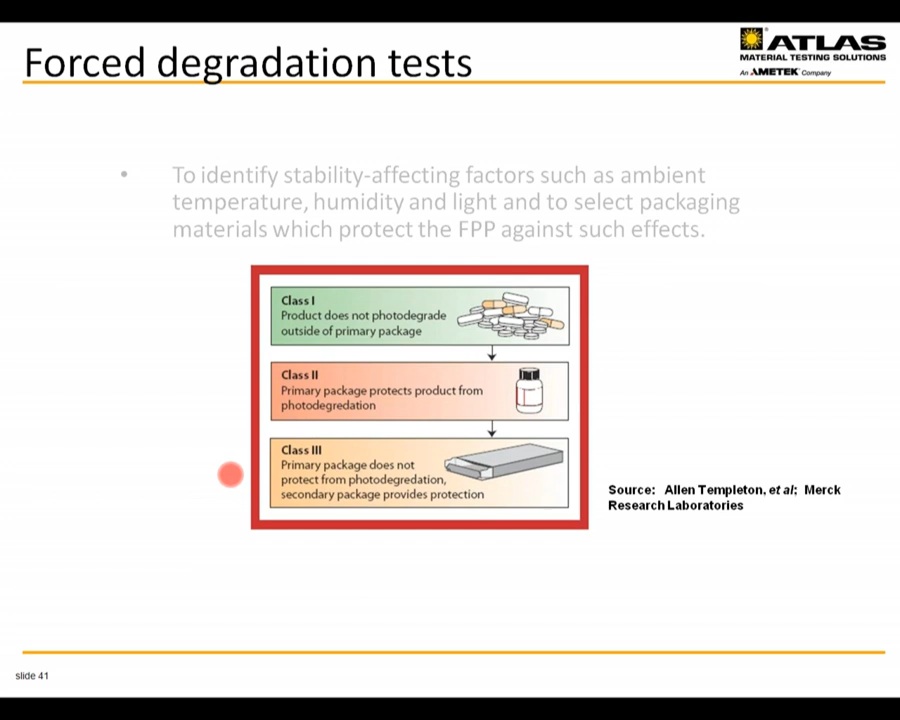 Forced degradation tests
ATLAS
MATERIAL TESTING SOLUTIONS
An AMETEK Company
• To identify stability-affecting factors such as ambient
temperature, humidity and light and to select packaging
materials which protect the FPP against such effects.
Class I
Product does not photodegrade
outside of primary package
Class II
Primary package protects product from
photodegredation
Class III
Primary package does not
protect from photodegredation,
secondary package provides protection
Source: Allen Templeton, et al; Merck
Research Laboratories
slide 41